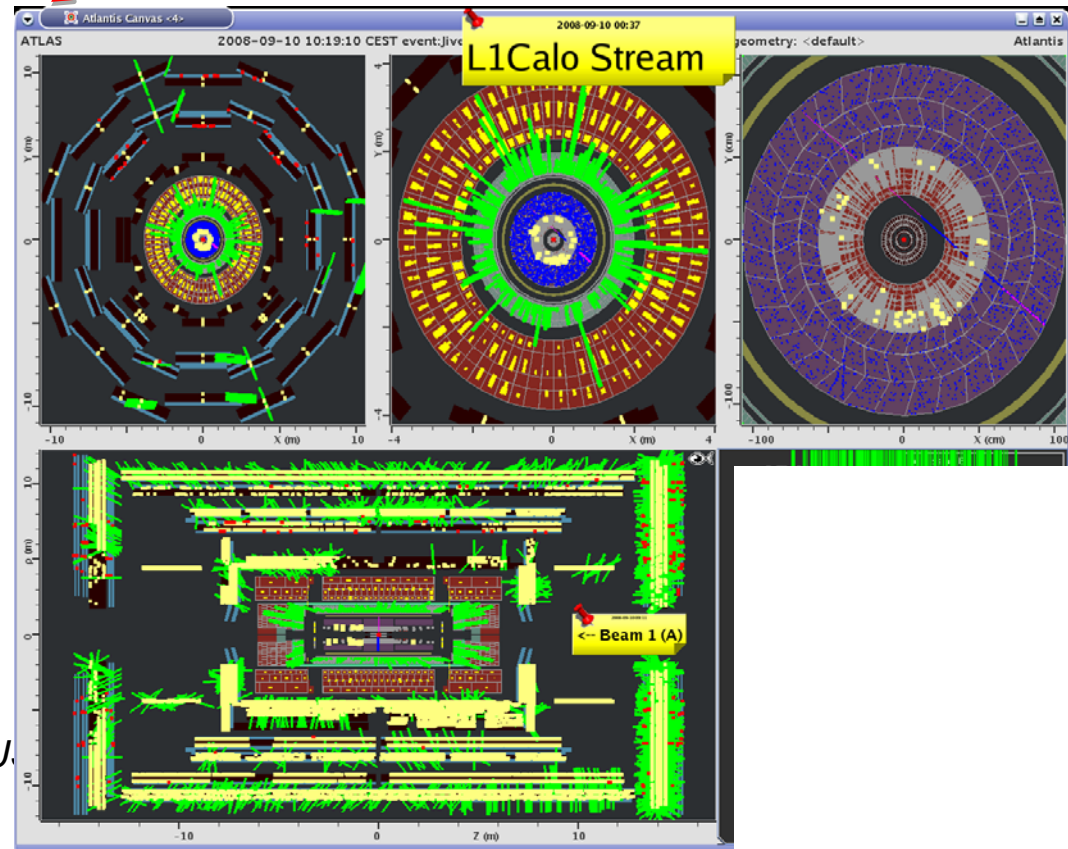 Atlantis Canvas <4>
ATLAS 2008-09-10 10:19:10 CEST event:Jive geometry: <default> Atlantis
2008-09-10 00:37
L1Calo Stream
10
Y (m)
0
-10
-10 0 X (m) 10
4
Y (m)
0
-4
-4 0 X (m) 4
100
Y (cm)
0
-100
-100 0 X (cm) 100
10
ρ (m)
0
-10
-10 0 Z (m) 10
<-- Beam 1 (A)